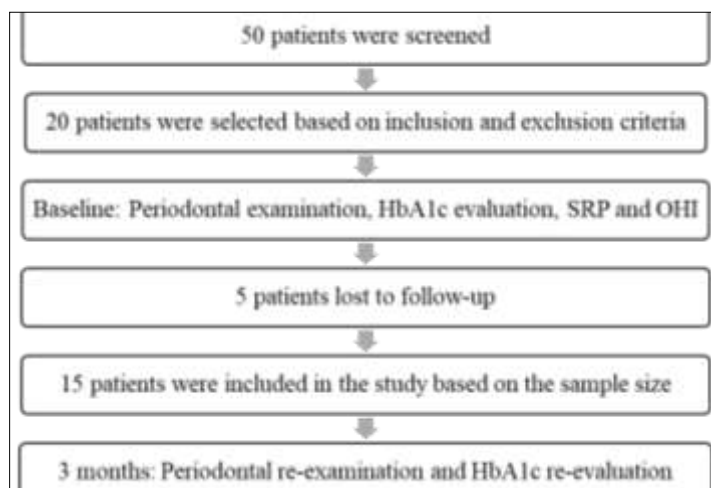 50 patients were screened
20 patients were selected based on inclusion and exclusion criteria
Baseline: Periodontal examination, HbA1c evaluation, SRP and OHI
5 patients lost to follow-up
15 patients were included in the study based on the sample size
3 months: Periodontal re-examination and HbA1c re-evaluation